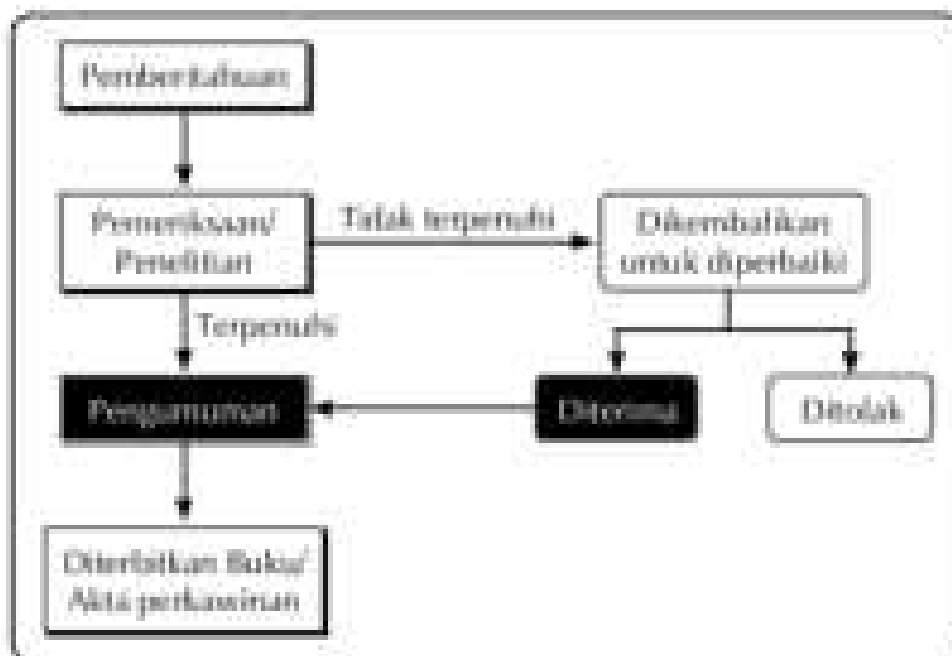 Pemberitahuan
Pemeriksaan/
Penelitian
Tidak terpenuhi
Dikembalikan
untuk diperbaiki
Terpenuhi
Pengumuman
Diterima
Ditolak
Diterbitkan Buku/
Akta perkawinan